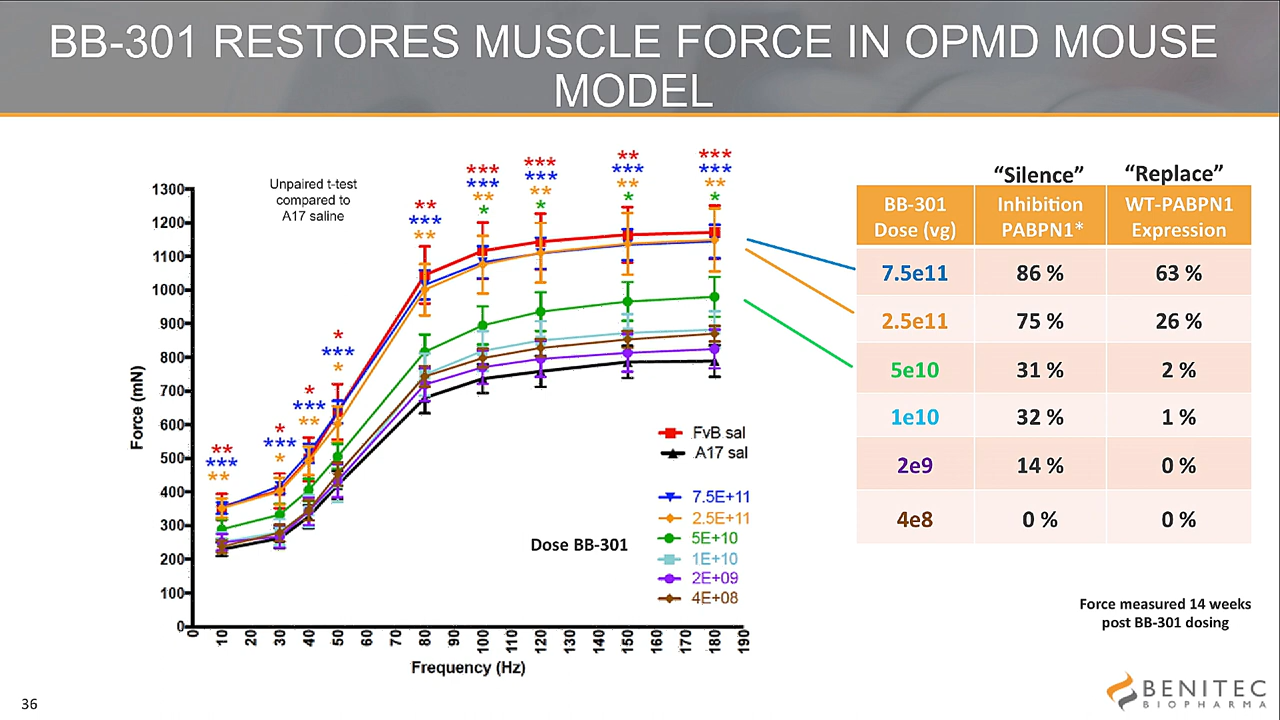 BB-301 RESTORES MUSCLE FORCE IN OPMD MOUSE
MODEL
Unpaired t-test
compared to
A17 saline
** *** **
* *** *
* *** **
* *** *
** *** **
*** *** ** *
*** *** ** *
** *** ** *
*** *** ** *
Force (mN)
1300
1200
1100
1000
900
800
700
600
500
400
300
200
100
0
0 10 20 30 40 50 60 70 80 90 100 110 120 130 140 150 160 170 180 190
Frequency (Hz)
FvB sal
A17 sal
Dose BB-301
7.5E+11
2.5E+11
5E+10
1E+10
2E+09
4E+08
“Silence” “Replace”
BB-301 Inhibition WT-PABPN1
Dose (vg) PABPN1* Expression
7.5e11 86 % 63 %
2.5e11 75 % 26 %
5e10 31 % 2 %
1e10 32 % 1 %
2e9 14 % 0 %
4e8 0 % 0 %
Force measured 14 weeks
post BB-301 dosing
36
BENITEC
BIOPHARMA